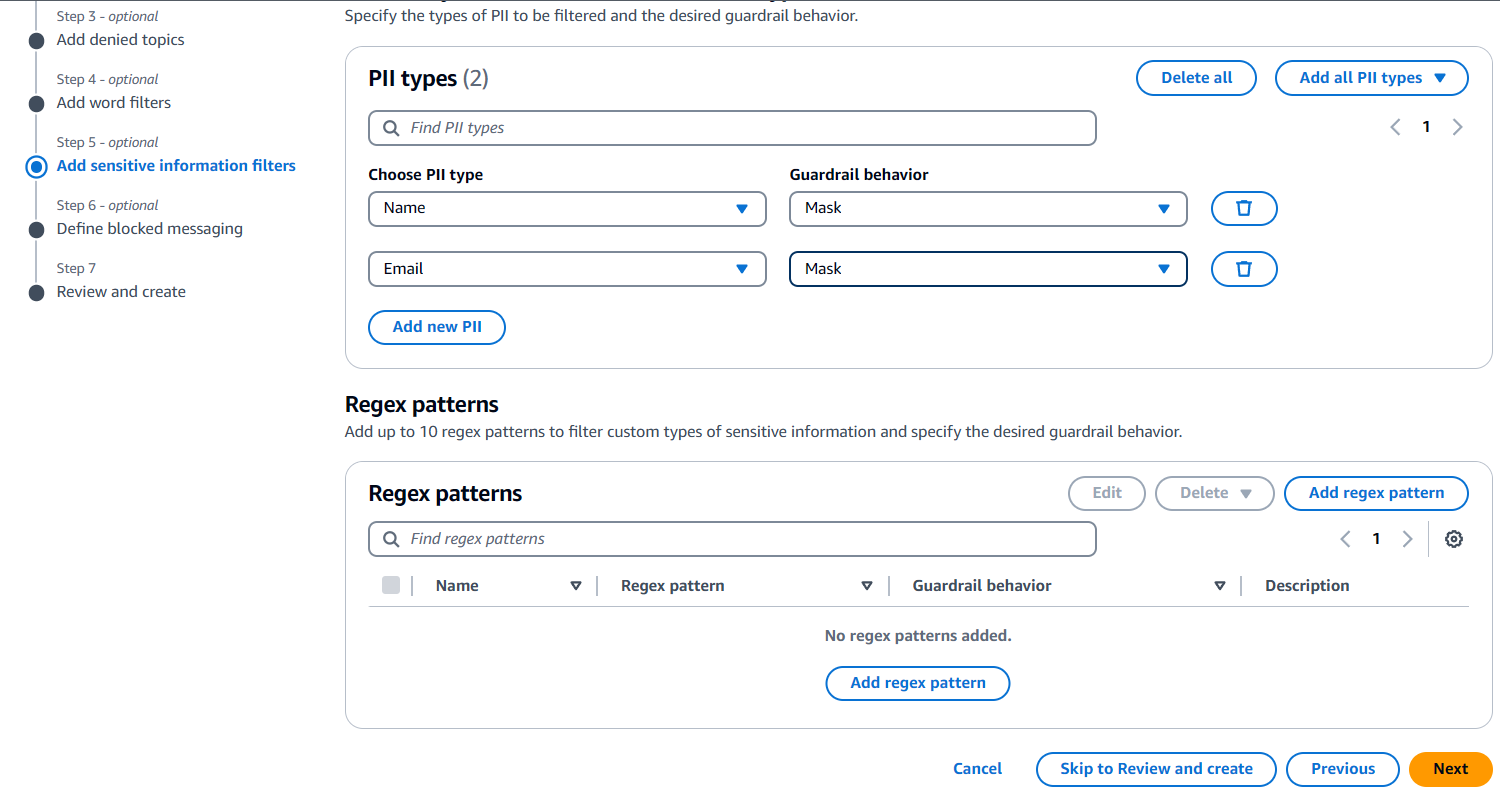 Step 3 - optional
Add denied topics
Step 4 - optional
Add word filters
Step 5 - optional
Add sensitive information filters
Step 6 - optional
Define blocked messaging
Step 7
Review and create
Specify the types of PII to be filtered and the desired guardrail behavior.
PII types (2)
Delete all
Add all PII types
Find PII types
1
Choose PII type
Guardrail behavior
Name
Mask
Email
Mask
Add new PII
Regex patterns
Add up to 10 regex patterns to filter custom types of sensitive information and specify the desired guardrail behavior.
Regex patterns
Edit
Delete
Add regex pattern
Find regex patterns
1
Name
Regex pattern
Guardrail behavior
Description
No regex patterns added.
Add regex pattern
Cancel
Skip to Review and create
Previous
Next